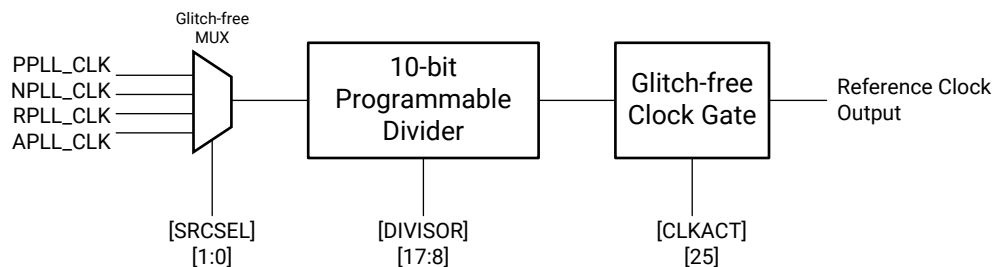 Glitch-free
MUX
PPLL_CLK
NPLL_CLK
RPLL_CLK
APLL_CLK
10-bit
Programmable
Divider
Glitch-free
Clock Gate
Reference Clock
Output
[SRCSEL]
[1:0]
[DIVISOR]
[17:8]
[CLKACT]
[25]